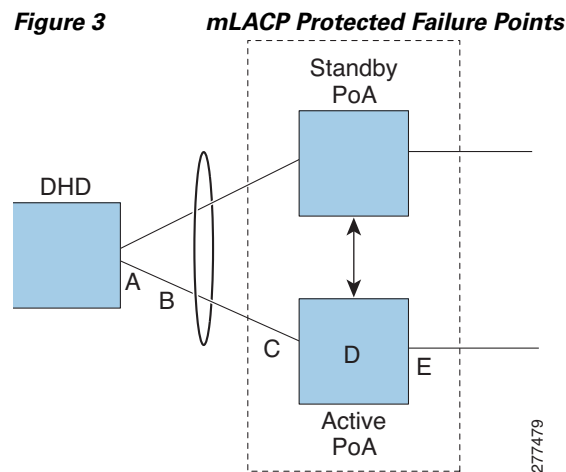 Figure 3 mLACP Protected Failure Points
Standby
PoA
DHD
A
B
C
D
E
Active
PoA
277479